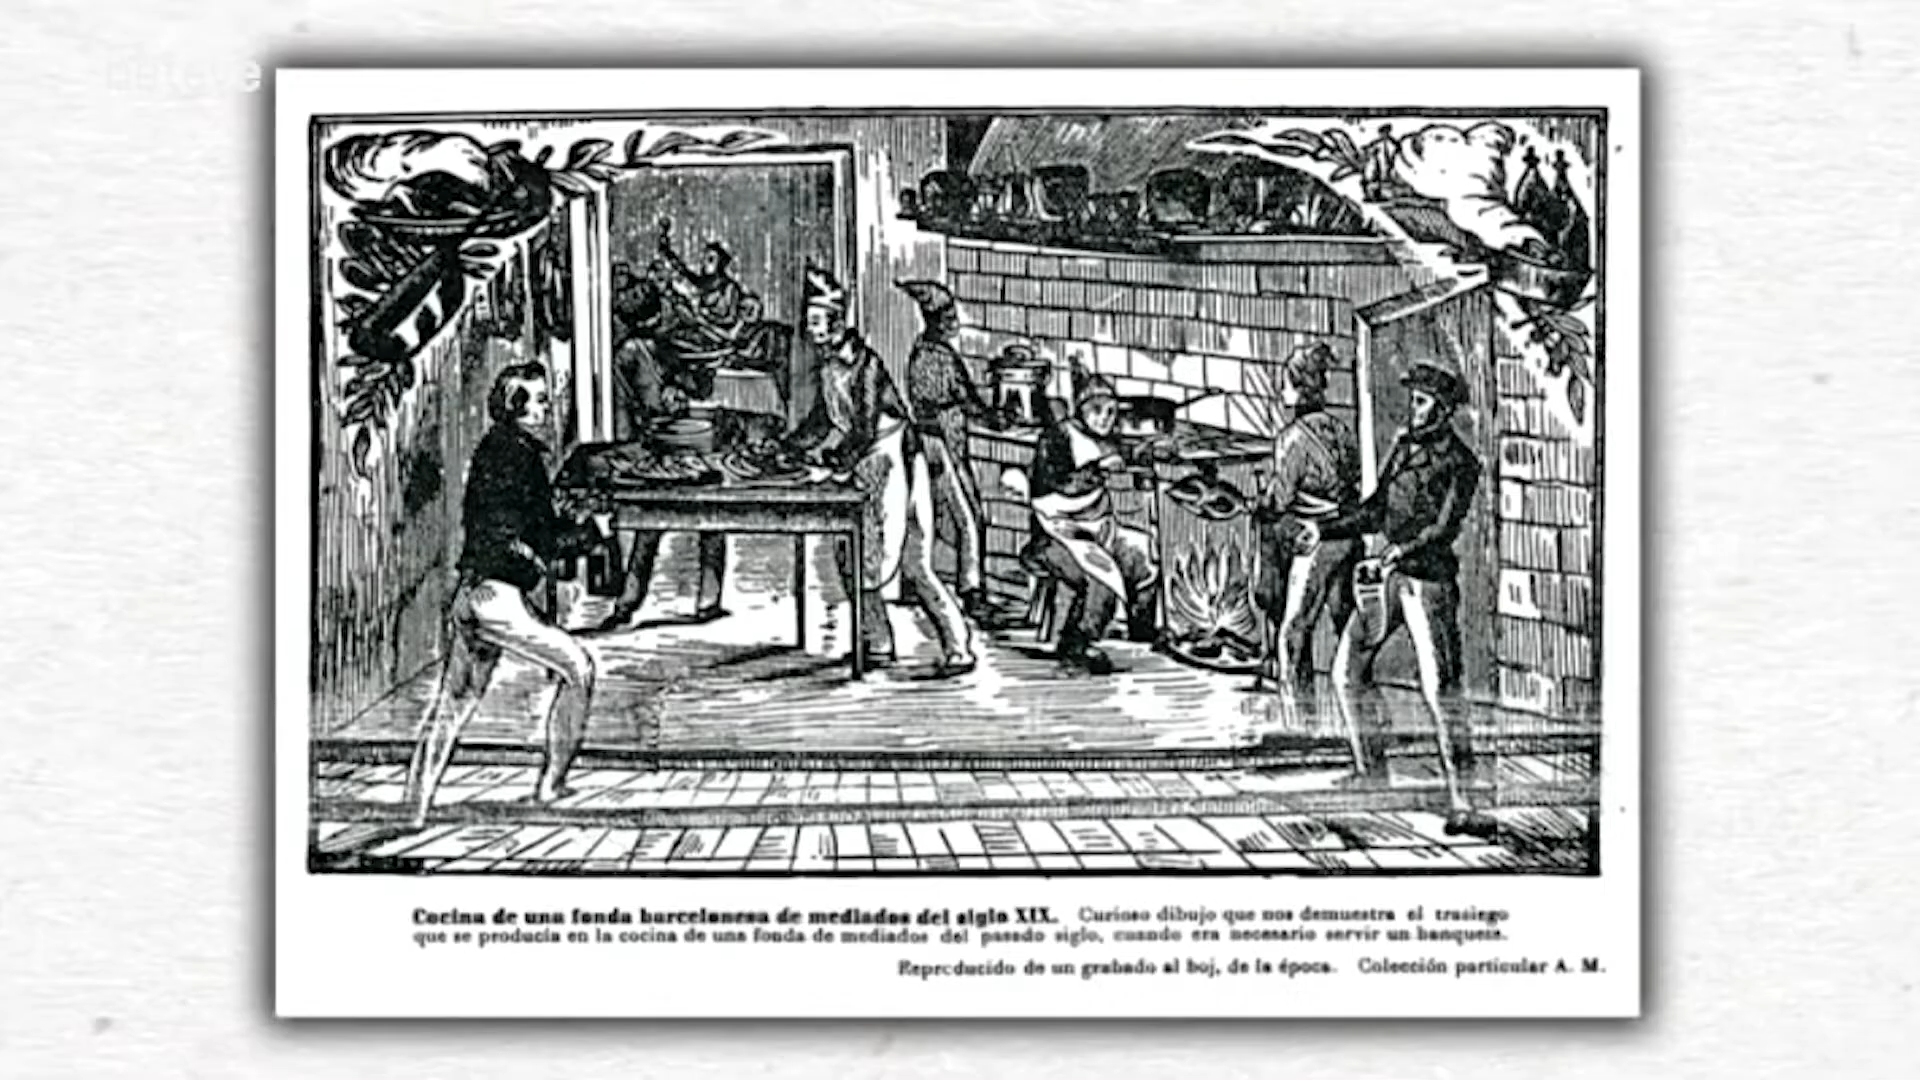 betevé
Cocina de una fonda barcelonesa de mediados del siglo XIX. Curioso dibujo que nos demuestra el trasiego
que se producía en la cocina de una fonda de mediados del pasado siglo, cuando era necesario servir un banquete.
Reproducido de un grabado al boj, de la época. Colección particular A. M.